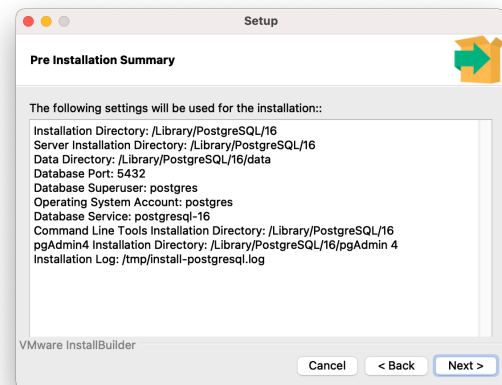 Setup
Pre Installation Summary
The following settings will be used for the installation::
Installation Directory: /Library/PostgreSQL/16
Server Installation Directory: /Library/PostgreSQL/16
Data Directory: /Library/PostgreSQL/16/data
Database Port: 5432
Database Superuser: postgres
Operating System Account: postgres
Database Service: postgresql-16
Command Line Tools Installation Directory: /Library/PostgreSQL/16
pgAdmin4 Installation Directory: /Library/PostgreSQL/16/pgAdmin 4
Installation Log: /tmp/install-postgresql.log
VMware InstallBuilder
Cancel < Back Next >